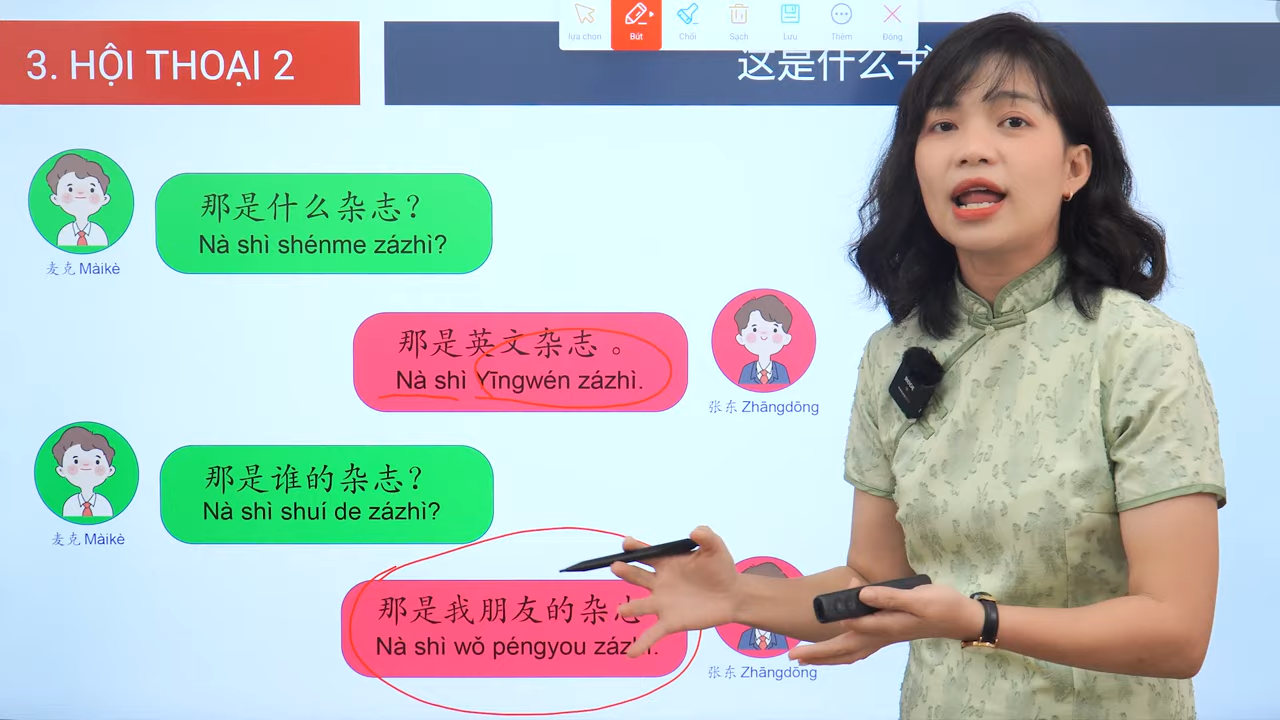 lựa chọn Bút Chổi Sạch Lưu Thêm Đóng
3. HỘI THOẠI 2
这是什么书
那是什么杂志？
Nà shì shénme zázhì?
麦克 Màikè
那是英文杂志。
Nà shì Yīngwén zázhì.
张东 Zhāngdōng
那是谁的杂志？
Nà shì shuí de zázhì?
麦克 Màikè
那是我朋友的杂志
Nà shì wǒ péngyou zázhì.
张东 Zhāngdōng